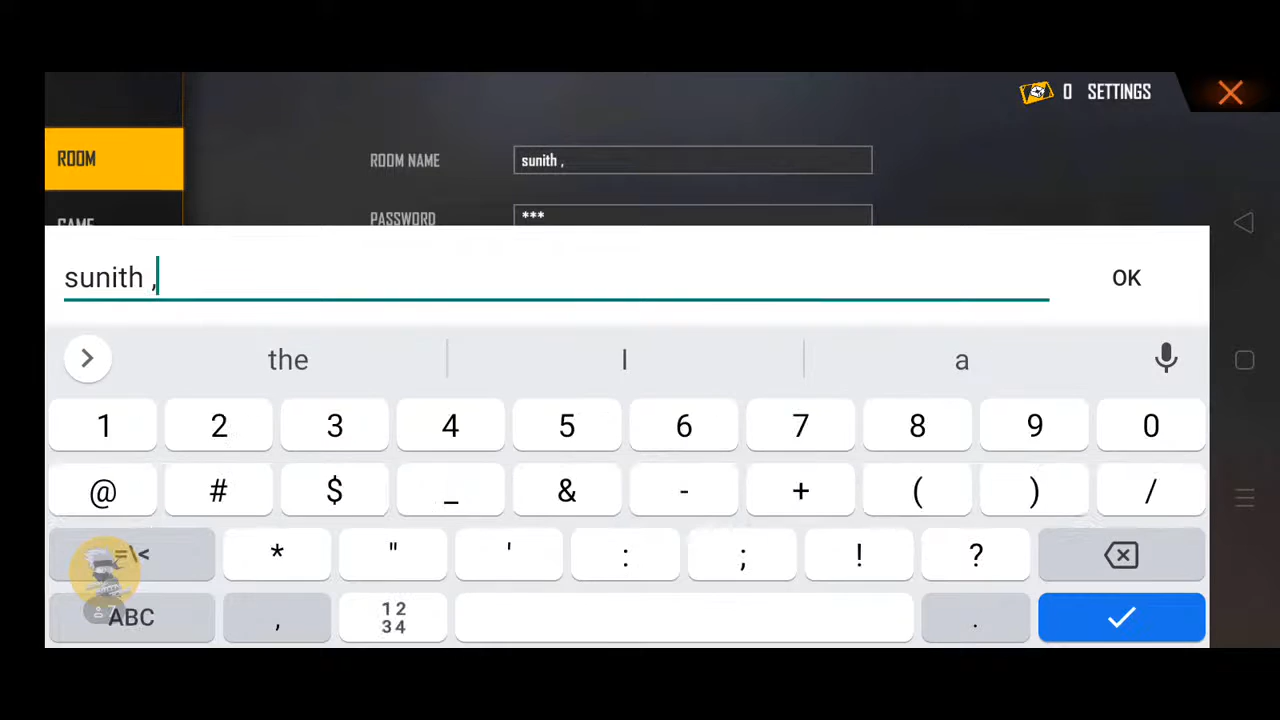 0 SETTINGS
ROOM
ROOM NAME
sunith ,
GAME
PASSWORD
***
sunith ,
OK
the
I
a
1 2 3 4 5 6 7 8 9 0
@ # $ _ & - + ( ) /
=\< * " ' : ; ! ?
ABC , 12 .
34